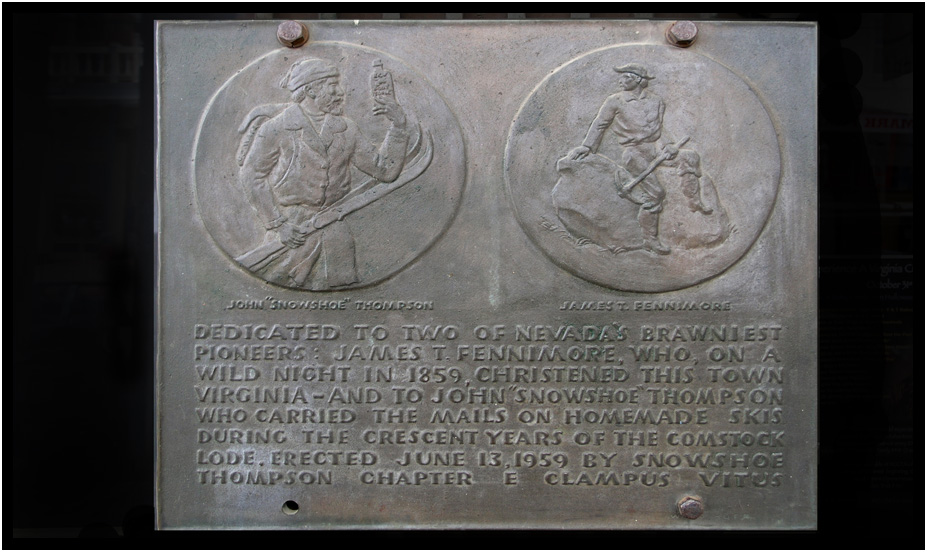 JOHN "SNOWSHOE" THOMPSON
JAMES T. FENNIMORE
DEDICATED TO TWO OF NEVADA'S BRAWNIEST
PIONEERS: JAMES T. FENNIMORE, WHO, ON A
WILD NIGHT IN 1859, CHRISTENED THIS TOWN
VIRGINIA-AND TO JOHN "SNOWSHOE" THOMPSON
WHO CARRIED THE MAILS ON HOMEMADE SKIS
DURING THE CRESCENT YEARS OF THE COMSTOCK
LODE. ERECTED JUNE 13, 1959 BY SNOWSHOE
THOMPSON CHAPTER E CLAMPUS VITUS